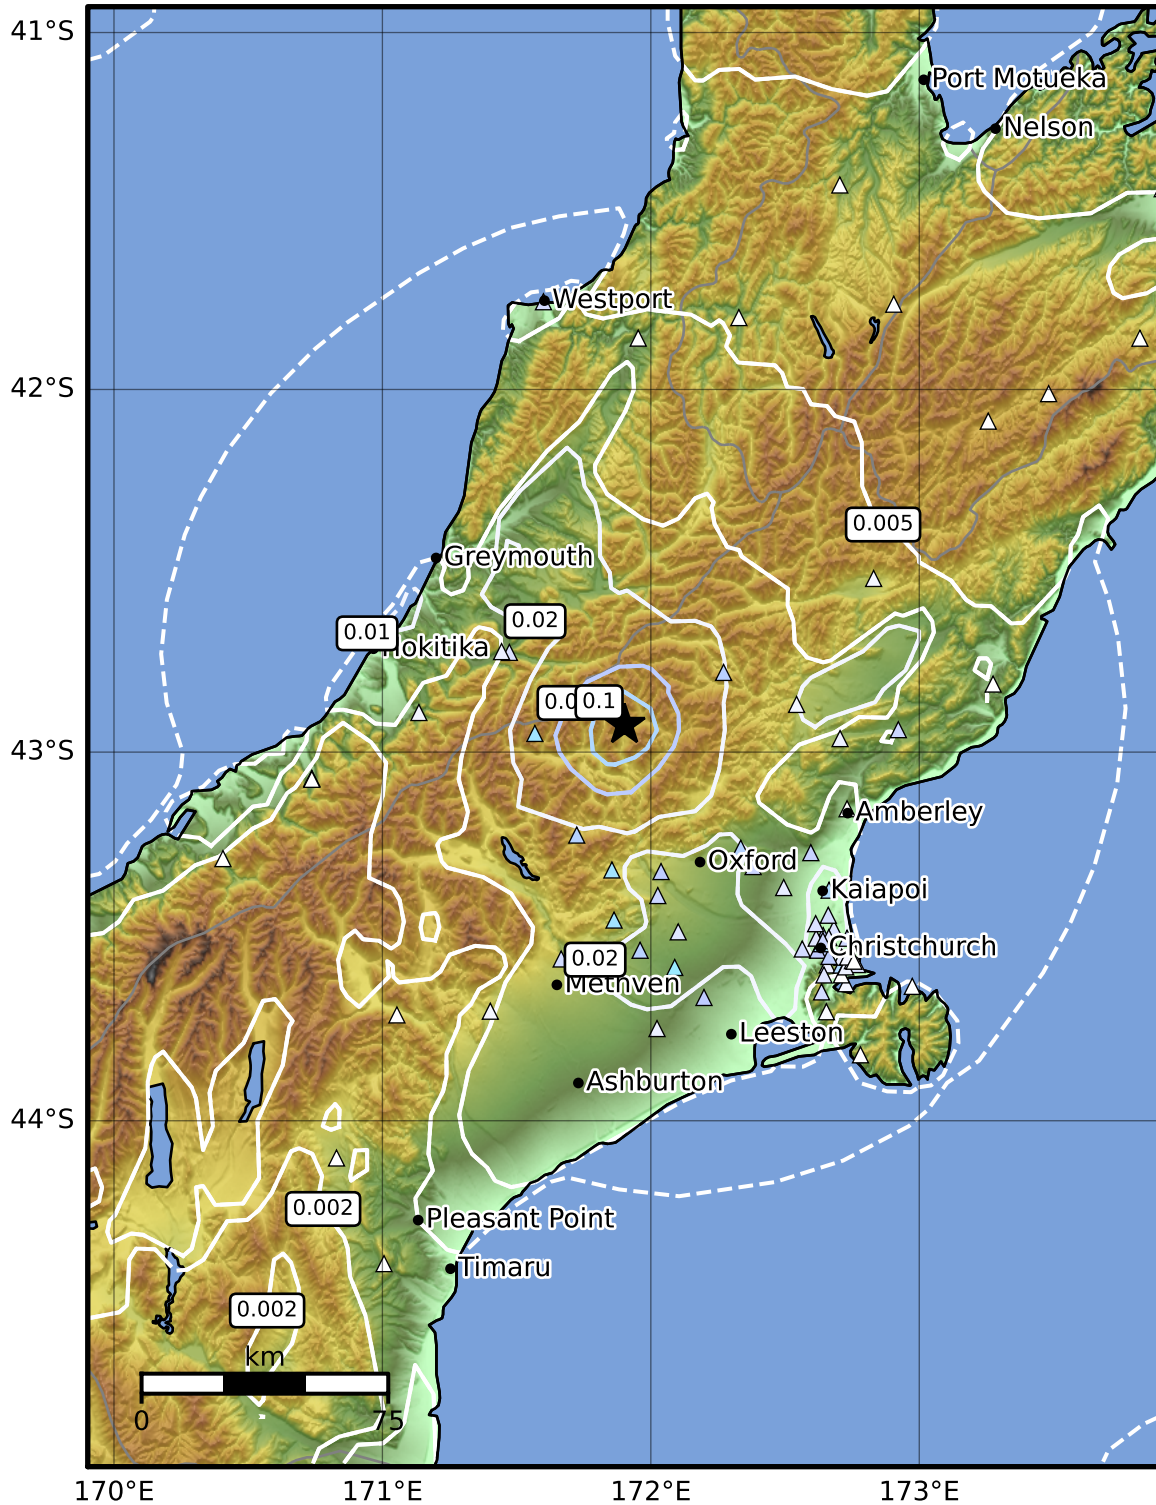 41°S
Port Motueka
Nelson
Westport
42°S
0.005
Greymouth
0.02
0.01
Hokitika
0.0
0.1
43°S
Amberley
Oxford
Kaiapoi
Christchurch
0.02
Methven
Leeston
Ashburton
44°S
0.002
Pleasant Point
Timaru
0.002
km
0
75
170°E
171°E
172°E
173°E